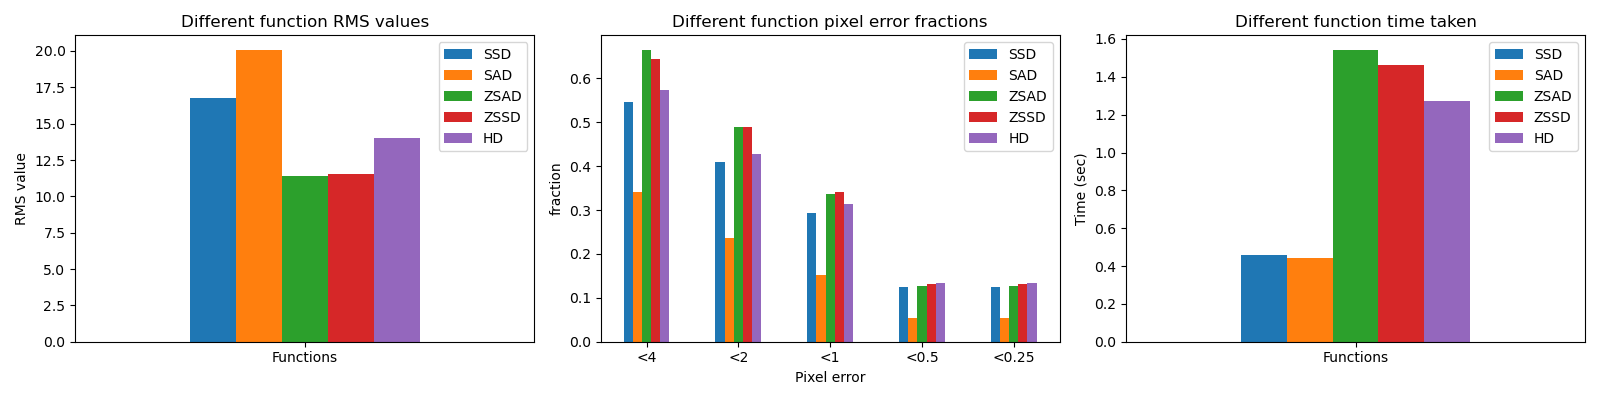 Different function RMS values
RMS value
20.0
17.5
15.0
12.5
10.0
7.5
5.0
2.5
0.0
Functions
SSD
SAD
ZSAD
ZSSD
HD
Different function pixel error fractions
fraction
0.6
0.5
0.4
0.3
0.2
0.1
0.0
<4
<2
<1
<0.5
<0.25
Pixel error
SSD
SAD
ZSAD
ZSSD
HD
Different function time taken
Time (sec)
1.6
1.4
1.2
1.0
0.8
0.6
0.4
0.2
0.0
Functions
SSD
SAD
ZSAD
ZSSD
HD